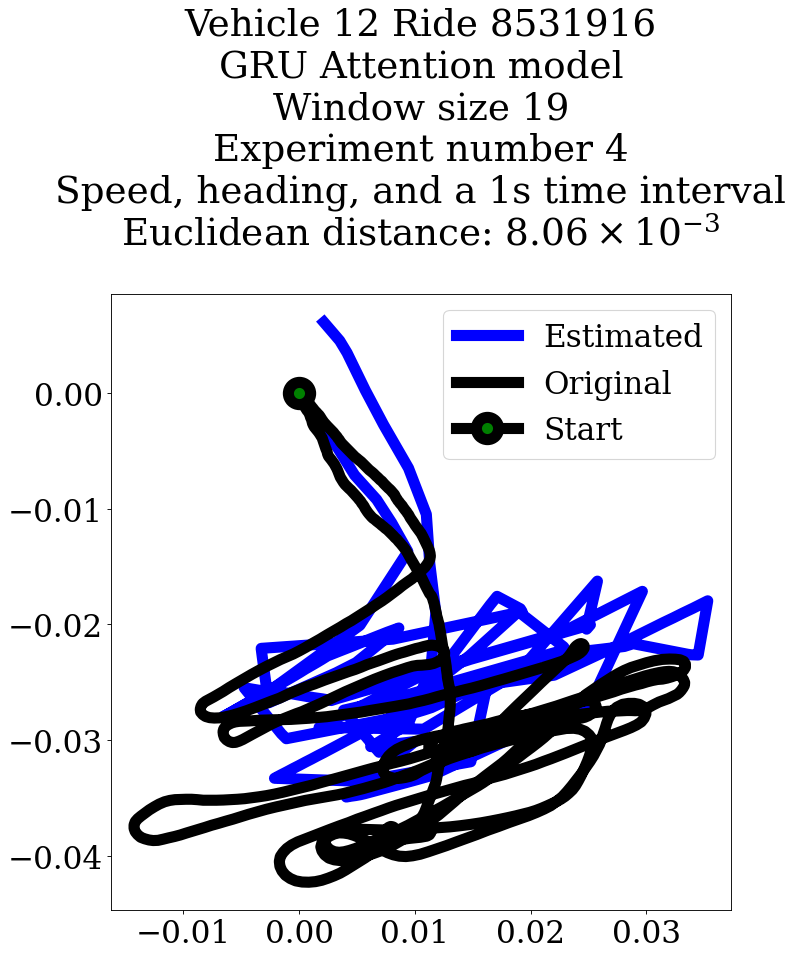 Vehicle 12 Ride 8531916
GRU Attention model
Window size 19
Experiment number 4
Speed, heading, and a 1s time interval
Euclidean distance: 8.06 × 10⁻³
Estimated
Original
Start
0.00
−0.01
−0.02
−0.03
−0.04
−0.01 0.00 0.01 0.02 0.03